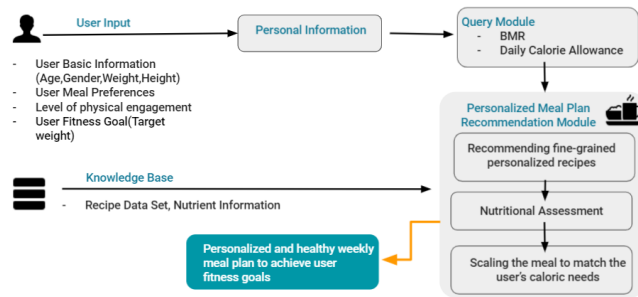 User Input
Personal Information
Query Module
- BMR
- Daily Calorie Allowance
- User Basic Information
(Age,Gender,Weight,Height)
- User Meal Preferences
- Level of physical engagement
- User Fitness Goal(Target
weight)
Personalized Meal Plan
Recommendation Module
Recommending fine-grained
personalized recipes
Knowledge Base
- Recipe Data Set, Nutrient Information
Nutritional Assessment
Personalized and healthy weekly
meal plan to achieve user
fitness goals
Scaling the meal to match the
user's caloric needs